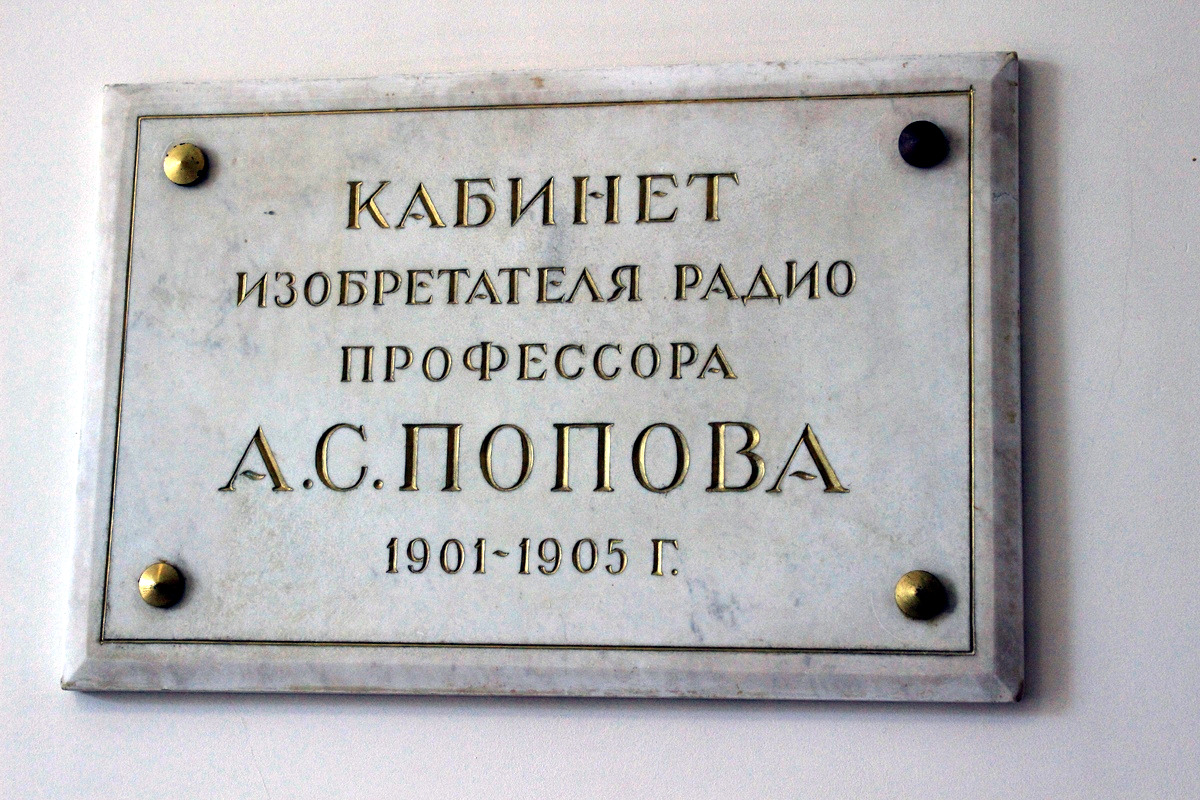 КАБИНЕТ
ИЗОБРЕТАТЕЛЯ РАДИО
ПРОФЕССОРА
А.С.ПОПОВА
1901-1905 Г.